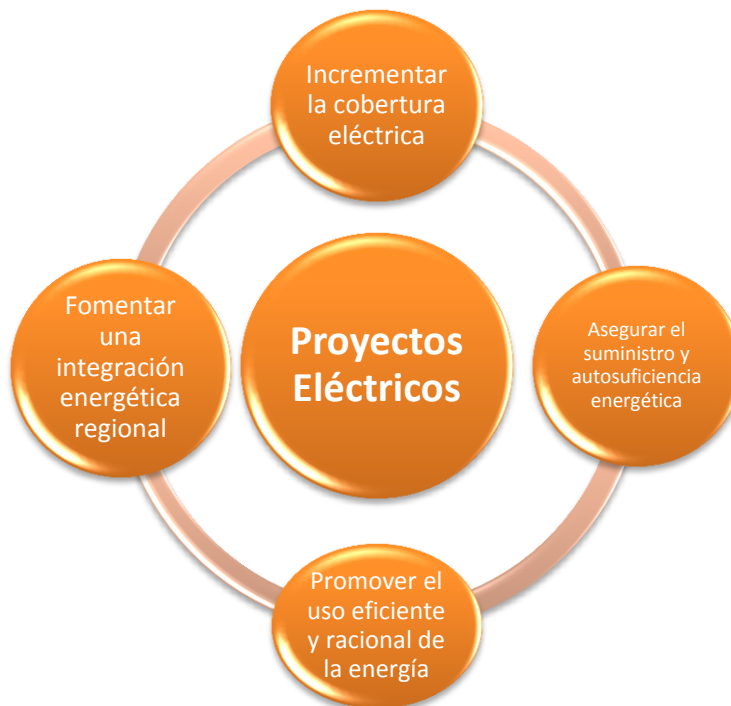 Incrementar
la cobertura
eléctrica
Fomentar
una
integración
energética
regional
Proyectos
Eléctricos
Asegurar el
suministro y
autosuficiencia
energética
Promover el
uso eficiente
y racional de
la energía